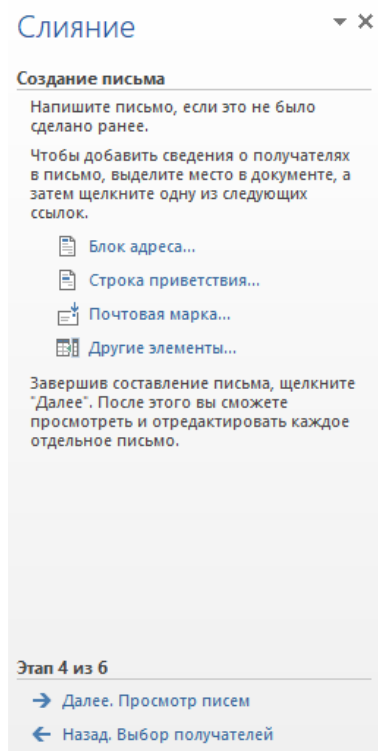 Слияние
Создание письма
Напишите письмо, если это не было
сделано ранее.
Чтобы добавить сведения о получателях
в письмо, выделите место в документе, а
затем щелкните одну из следующих
ссылок.
Блок адреса...
Строка приветствия...
Почтовая марка...
Другие элементы...
Завершив составление письма, щелкните
"Далее". После этого вы сможете
просмотреть и отредактировать каждое
отдельное письмо.
Этап 4 из 6
Далее. Просмотр писем
Назад. Выбор получателей